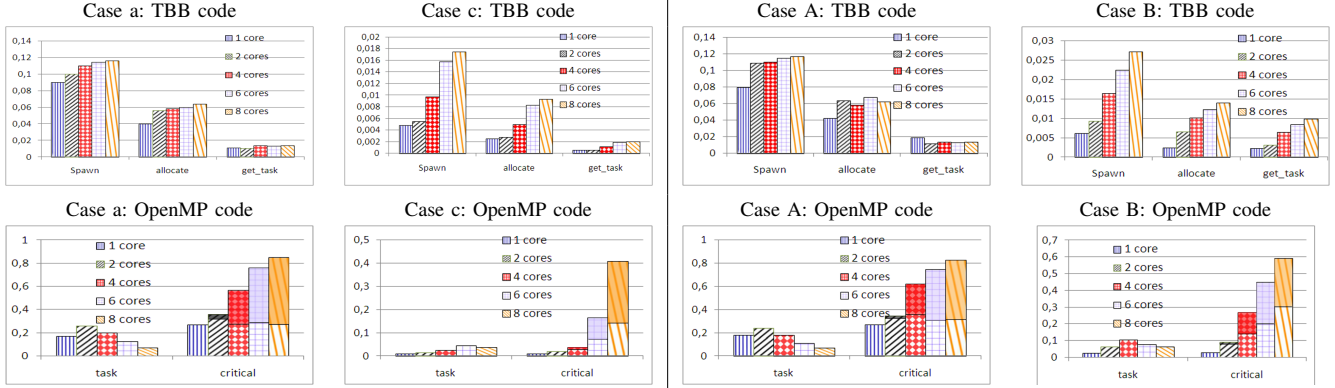 Case a: TBB code
0,14
0,12
0,1
0,08
0,06
0,04
0,02
0
1 core
2 cores
4 cores
6 cores
8 cores
Spawn allocate get_task
Case c: TBB code
0,02
0,018
0,016
0,014
0,012
0,01
0,008
0,006
0,004
0,002
0
1 core
2 cores
4 cores
6 cores
8 cores
Spawn allocate get_task
Case A: TBB code
0,14
0,12
0,1
0,08
0,06
0,04
0,02
0
1 core
2 cores
4 cores
6 cores
8 cores
Spawn allocate get_task
Case B: TBB code
0,03
0,025
0,02
0,015
0,01
0,005
0
1 core
2 cores
4 cores
6 cores
8 cores
Spawn allocate get_task
Case a: OpenMP code
1
0,8
0,6
0,4
0,2
0
1 core
2 cores
4 cores
6 cores
8 cores
task critical
Case c: OpenMP code
0,5
0,4
0,3
0,2
0,1
0
1 core
2 cores
4 cores
6 cores
8 cores
task critical
Case A: OpenMP code
1
0,8
0,6
0,4
0,2
0
1 core
2 cores
4 cores
6 cores
8 cores
task critical
Case B: OpenMP code
0,7
0,6
0,5
0,4
0,3
0,2
0,1
0
1 core
2 cores
4 cores
6 cores
8 cores
task critical